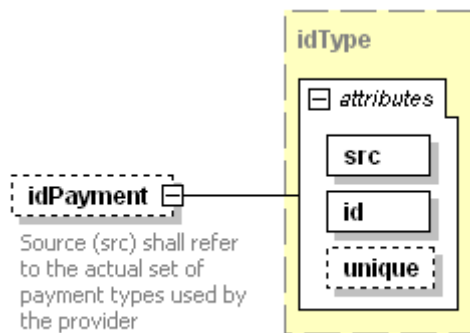 idType
attributes
src
idPayment
id
Source (src) shall refer
to the actual set of
payment types used by
the provider
unique